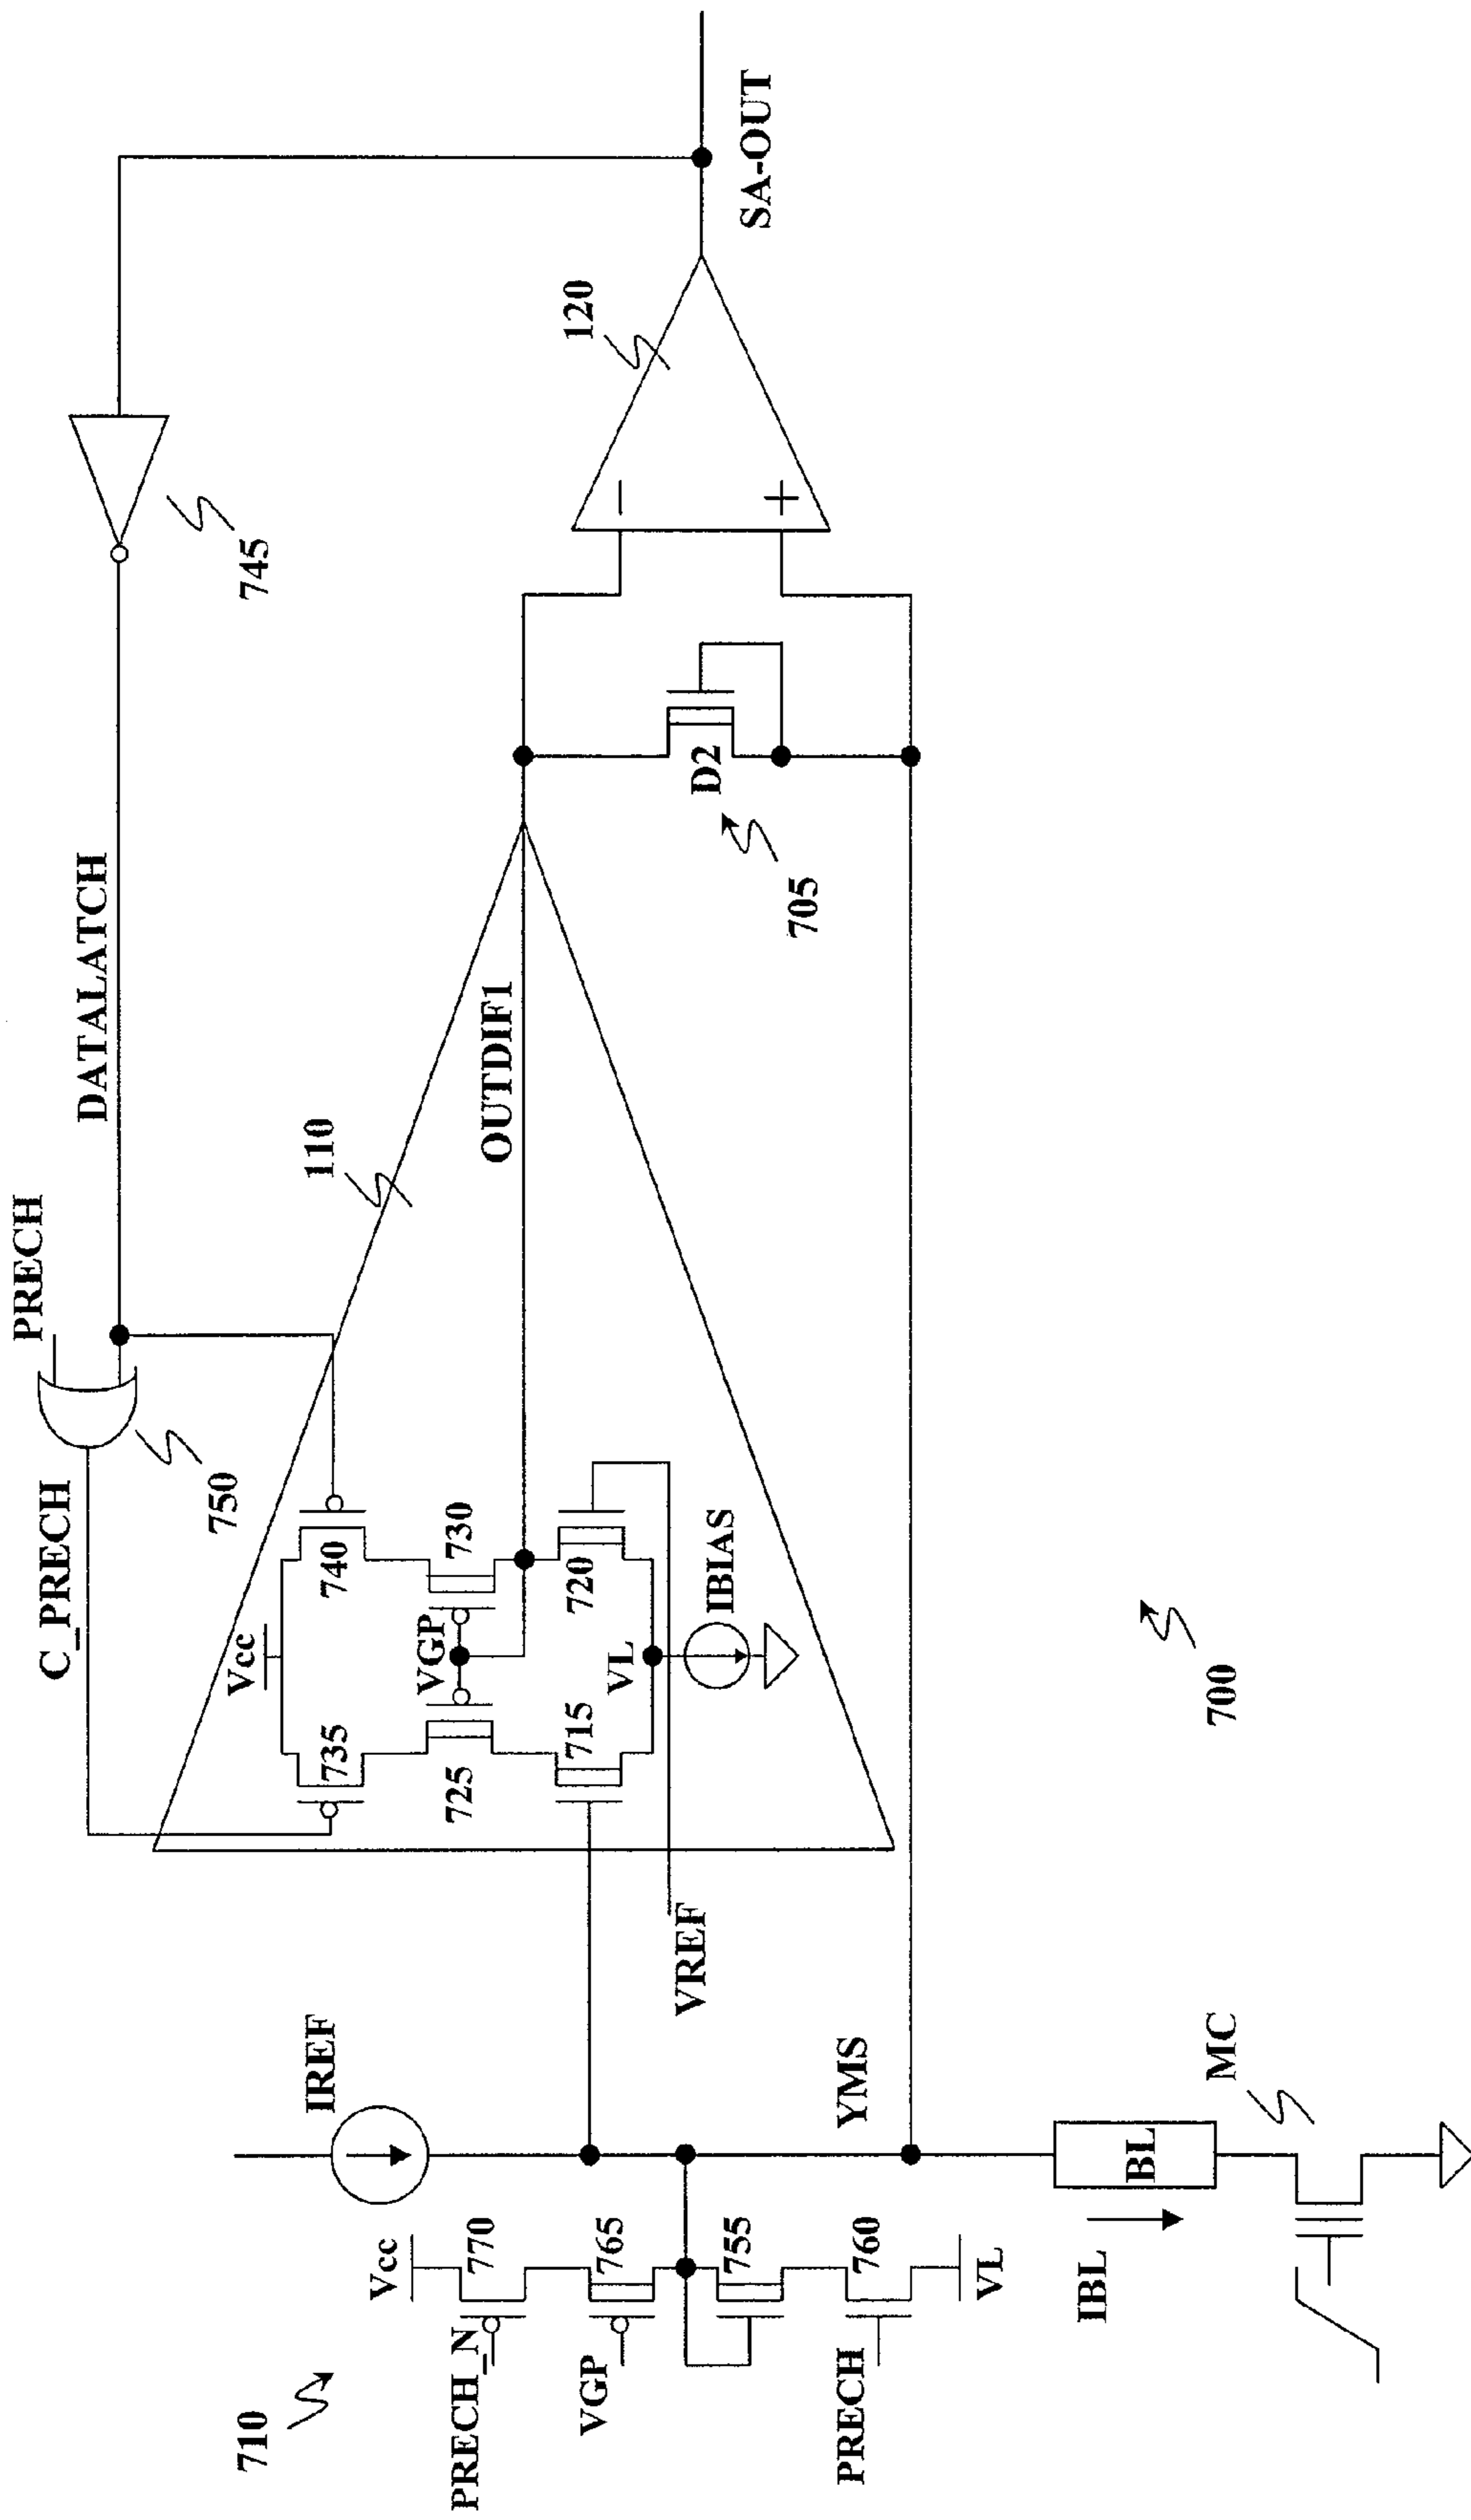 PRECH
C_PRECH
DATALATCH
750
745
110
120
Vcc
740
735
VGP
730
725
OUTDIF1
720
715
VL
IBIAS
D2
705
SA-OUT
IREF
VREF
710
Vcc
770
PRECH_N
765
VGP
755
760
PRECH
VL
YMS
BL
IBL
MC
700